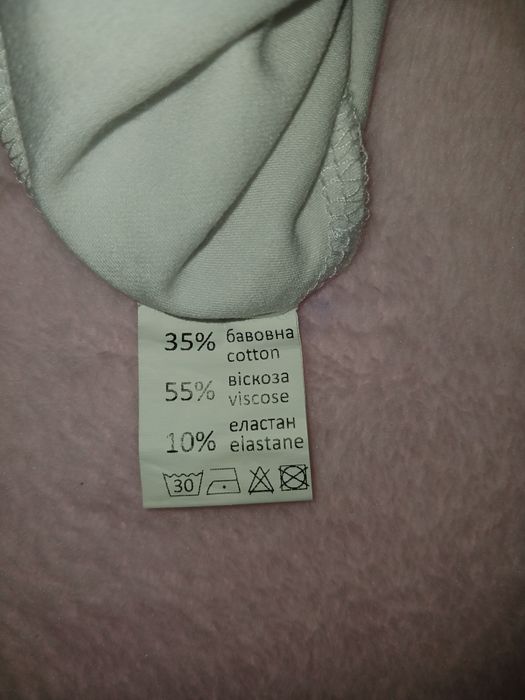 35% бавовна
cotton
55% віскоза
viscose
10% еластан
elastane
30